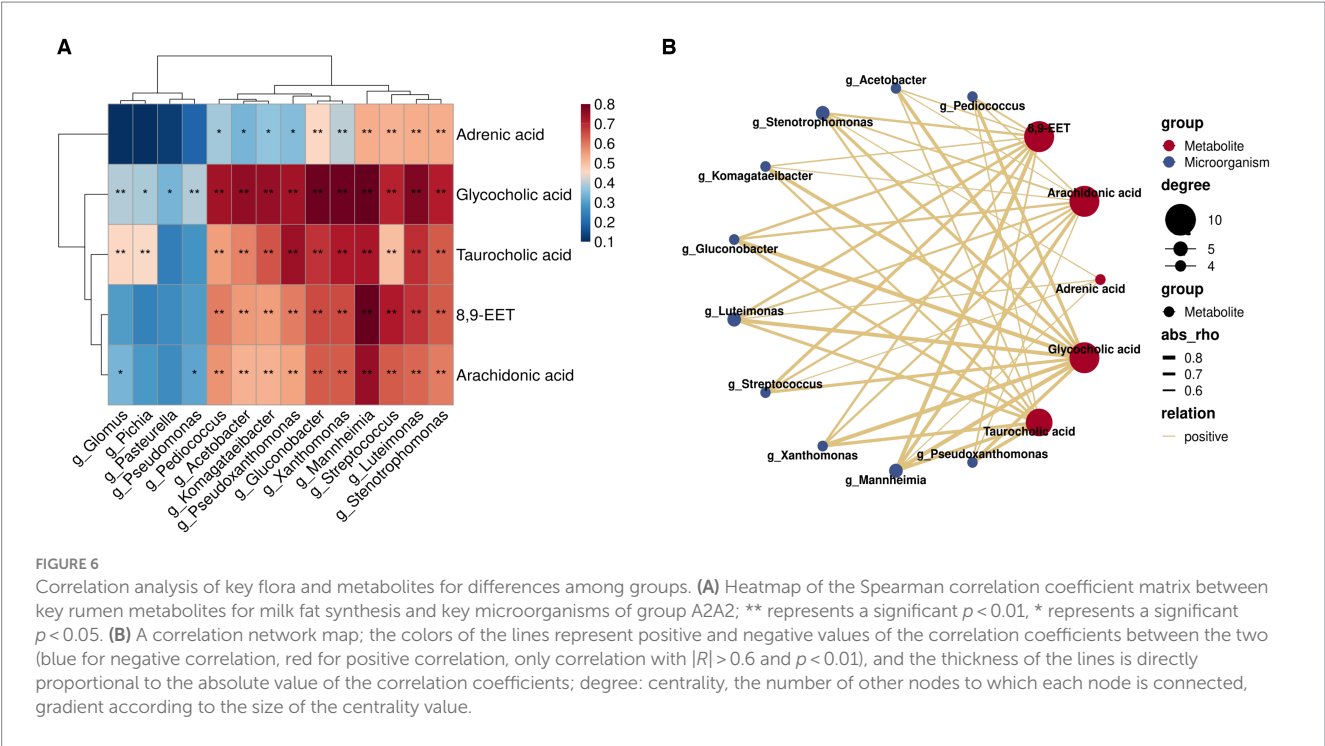 A
0.8
0.7
0.6
0.5
0.4
0.3
0.2
0.1
** ** ** ** ** ** ** ** ** **
Adrenic acid
** * * ** ** ** ** ** ** ** ** ** ** **
Glycocholic acid
** ** ** ** ** ** ** ** ** ** ** **
Taurocholic acid
** ** ** ** ** ** ** ** ** **
8,9-EET
* * ** ** ** ** ** ** ** ** ** **
Arachidonic acid
g_Glomus
g_Pichia
g_Pasteurella
g_Pseudomonas
g_Pediococcus
g_Acetobacter
g_Komagataeibacter
g_Pseudoxanthomonas
g_Gluconobacter
g_Xanthomonas
g_Mannheimia
g_Streptococcus
g_Luteimonas
g_Stenotrophomonas
B
g_Acetobacter
g_Pediococcus
g_Stenotrophomonas
8,9-EET
g_Komagataeibacter
Arachidonic acid
g_Gluconobacter
Adrenic acid
g_Luteimonas
Glycocholic acid
g_Streptococcus
Taurocholic acid
g_Xanthomonas
g_Pseudoxanthomonas
g_Mannheimia
group
Metabolite
Microorganism
degree
10
5
4
group
Metabolite
abs_rho
0.8
0.7
0.6
relation
positive
FIGURE 6
Correlation analysis of key flora and metabolites for differences among groups. (A) Heatmap of the Spearman correlation coefficient matrix between
key rumen metabolites for milk fat synthesis and key microorganisms of group A2A2; ** represents a significant p < 0.01, * represents a significant
p < 0.05. (B) A correlation network map; the colors of the lines represent positive and negative values of the correlation coefficients between the two
(blue for negative correlation, red for positive correlation, only correlation with |R| > 0.6 and p < 0.01), and the thickness of the lines is directly
proportional to the absolute value of the correlation coefficients; degree: centrality, the number of other nodes to which each node is connected,
gradient according to the size of the centrality value.